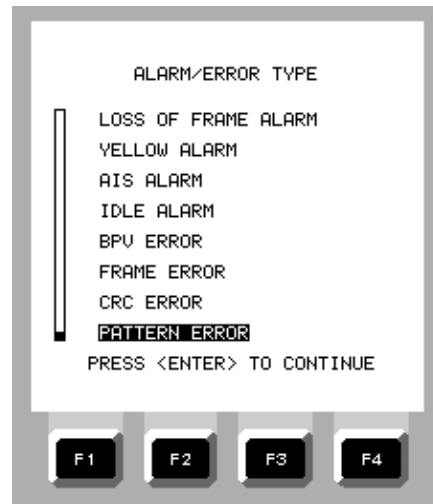 ALARM/ERROR TYPE
LOSS OF FRAME ALARM
YELLOW ALARM
AIS ALARM
IDLE ALARM
BPV ERROR
FRAME ERROR
CRC ERROR
PATTERN ERROR
PRESS <ENTER> TO CONTINUE
F1 F2 F3 F4